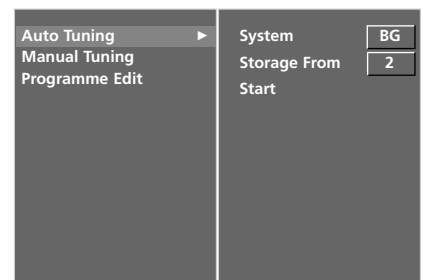 Auto Tuning ►
Manual Tuning
Programme Edit
System BG
Storage From 2
Start